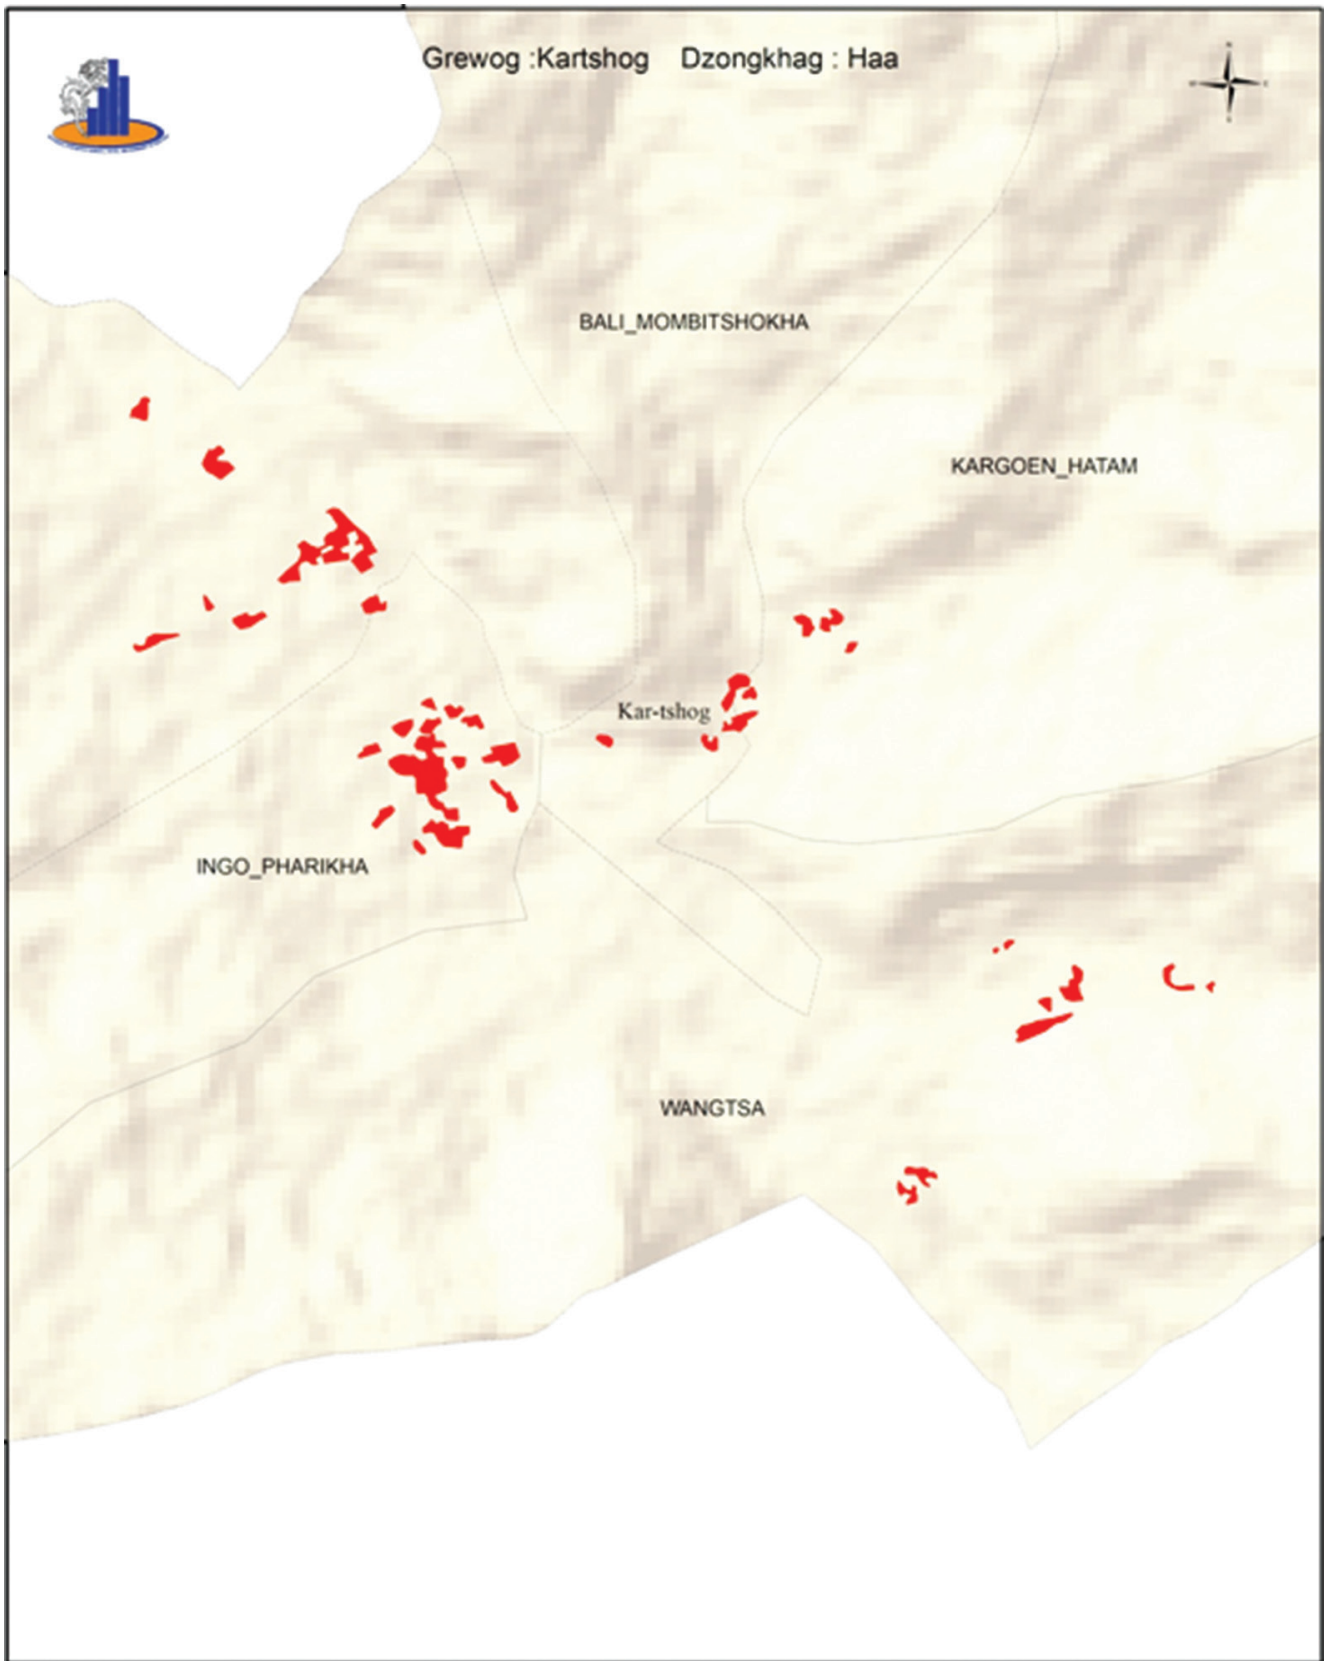 Grewog :Kartshog Dzongkhag : Haa
BALI_MOMBITSHOKHA
KARGOEN_HATAM
Kar-tshog
INGO_PHARIKHA
WANGTSA